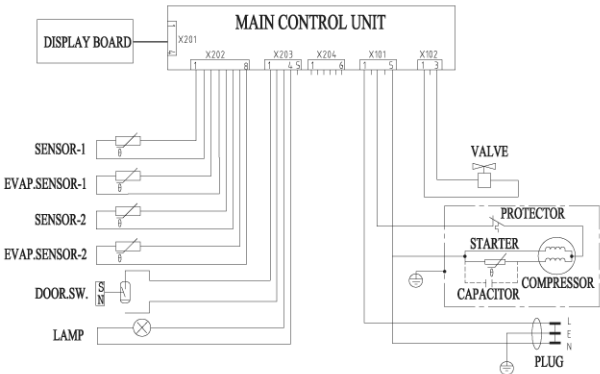 MAIN CONTROL UNIT
DISPLAY BOARD
X201
X202
X203
X204
X101
X102
1
8
1
4
5
1
6
1
5
1
3
SENSOR-1
θ
EVAP.SENSOR-1
θ
SENSOR-2
θ
EVAP.SENSOR-2
θ
DOOR.SW.
S
N
LAMP
VALVE
PROTECTOR
STARTER
θ
CAPACITOR
COMPRESSOR
L
E
N
PLUG